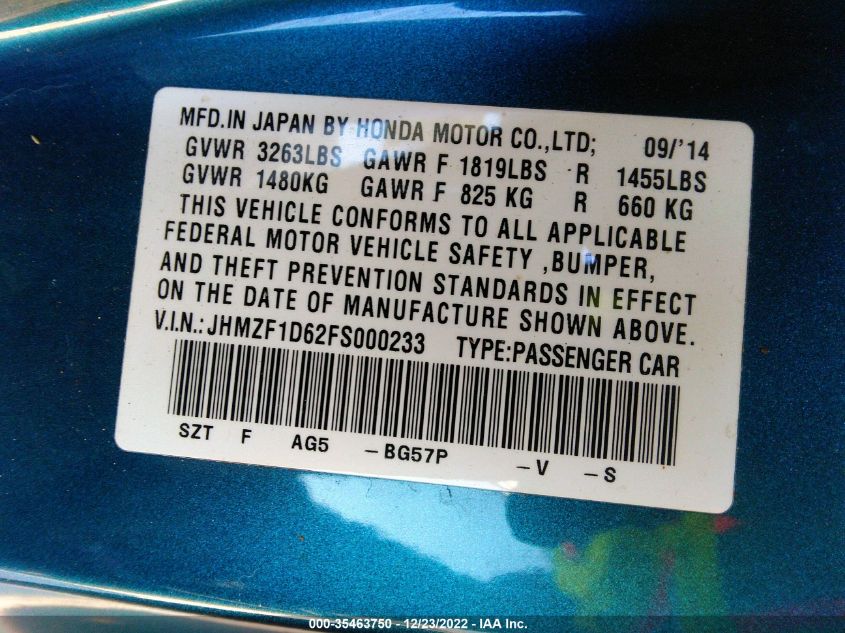 MFD.IN JAPAN BY HONDA MOTOR CO.,LTD; 09/'14
GVWR 3263LBS GAWR F 1819LBS R 1455LBS
GVWR 1480KG GAWR F 825 KG R 660 KG
THIS VEHICLE CONFORMS TO ALL APPLICABLE
FEDERAL MOTOR VEHICLE SAFETY ,BUMPER,
AND THEFT PREVENTION STANDARDS IN EFFECT
ON THE DATE OF MANUFACTURE SHOWN ABOVE.
V.I.N.: JHMZF1D62FS000233 TYPE:PASSENGER CAR
SZT F AG5 –BG57P –V –S
000-35463750 - 12/23/2022 - IAA Inc.